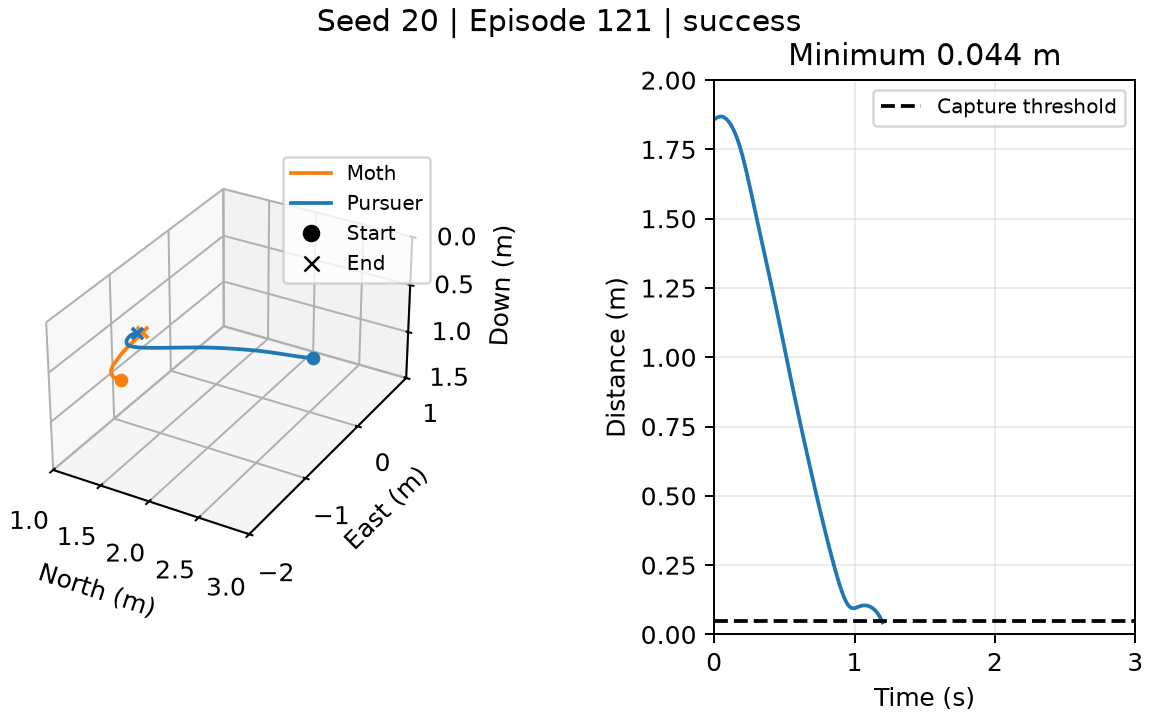 Seed 20 | Episode 121 | success
Moth
Pursuer
Start
End
0.0
0.5
1.0
1.5
Down (m)
1
0
−1
−2
East (m)
1.0
1.5
2.0
2.5
3.0
North (m)
Minimum 0.044 m
Capture threshold
2.00
1.75
1.50
1.25
1.00
0.75
0.50
0.25
0.00
Distance (m)
0
1
2
3
Time (s)